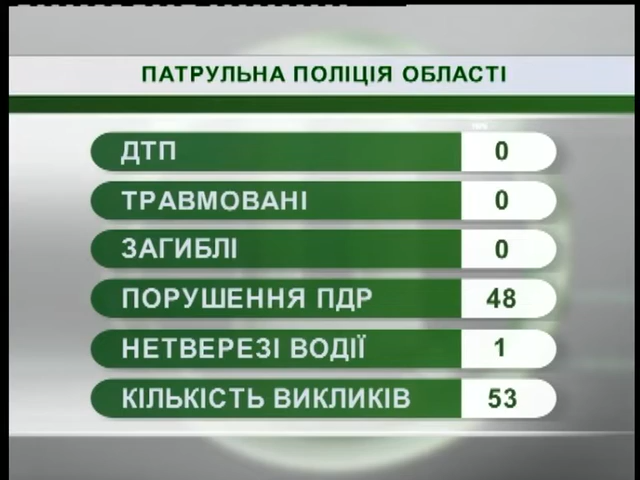 ПАТРУЛЬНА ПОЛІЦІЯ ОБЛАСТІ
ДТП 0
ТРАВМОВАНІ 0
ЗАГИБЛІ 0
ПОРУШЕННЯ ПДР 48
НЕТВЕРЕЗІ ВОДІЇ 1
КІЛЬКІСТЬ ВИКЛИКІВ 53